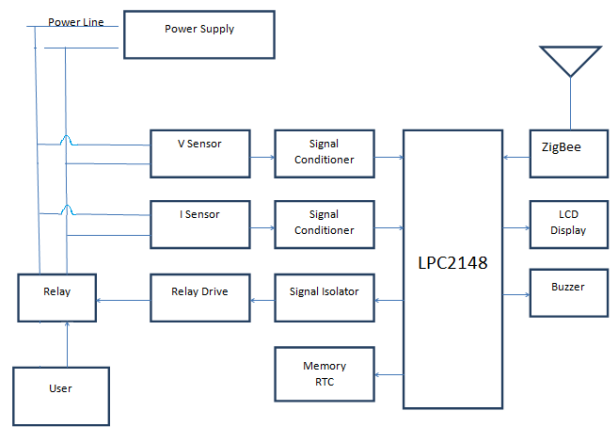 Power Line
Power Supply
V Sensor
Signal
Conditioner
ZigBee
I Sensor
Signal
Conditioner
LCD
Display
LPC2148
Relay
Relay Drive
Signal Isolator
Buzzer
Memory
RTC
User